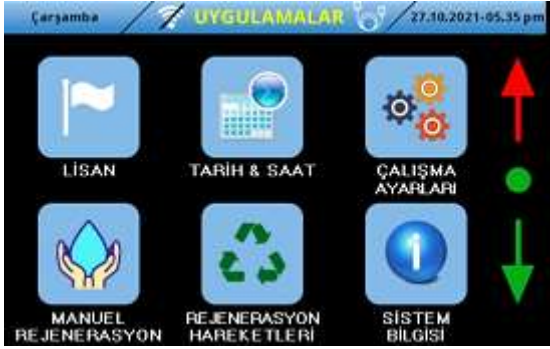 Çarşamba
UYGULAMALAR
27.10.2021-05.35 pm
LİSAN
TARİH & SAAT
ÇALIŞMA
AYARLARI
MANUEL
REJENERASYON
REJENERASYON
HAREKETLERİ
SİSTEM
BİLGİSİ